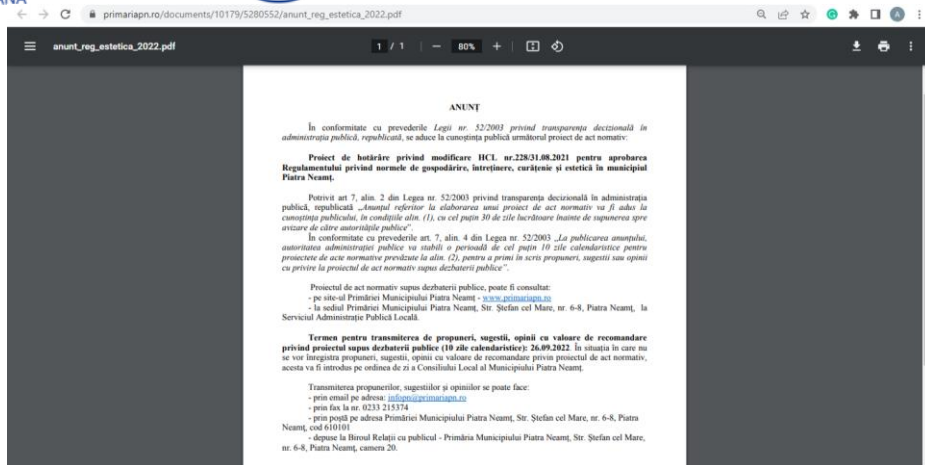 ANA
primariapn.ro/documents/10179/5280552/anunt_reg_estetica_2022.pdf
A
anunt_reg_estetica_2022.pdf
1 / 1
80%
ANUNȚ
În conformitate cu prevederile Legii nr. 52/2003 privind transparența decizională în
administrația publică, republicată, se aduce la cunoștința publică următorul proiect de act normativ:
Proiect de hotărâre privind modificare HCL nr.228/31.08.2021 pentru aprobarea
Regulamentului privind normele de gospodărire, întreținere, curățenie și estetică în municipiul
Piatra Neamț.
Potrivit art 7, alin. 2 din Legea nr. 52/2003 privind transparența decizională în administrația
publică, republicată „Anunțul referitor la elaborarea unui proiect de act normativ va fi adus la
cunoștința publicului, în condițiile alin. (1), cu cel puțin 30 de zile lucrătoare înainte de supunerea spre
avizare de către autoritățile publice".
În conformitate cu prevederile art. 7, alin. 4 din Legea nr. 52/2003 „La publicarea anunțului,
autoritatea administrației publice va stabili o perioadă de cel puțin 10 zile calendaristice pentru
proiectele de acte normative prevăzute la alin. (2), pentru a primi în scris propuneri, sugestii sau opinii
cu privire la proiectul de act normativ supus dezbaterii publice".
Proiectul de act normativ supus dezbaterii publice, poate fi consultat:
- pe site-ul Primăriei Municipiului Piatra Neamț - www.primariapn.ro
- la sediul Primăriei Municipiului Piatra Neamț, Str. Ștefan cel Mare, nr. 6-8, Piatra Neamț, la
Serviciul Administrație Publică Locală.
Termen pentru transmiterea de propuneri, sugestii, opinii cu valoare de recomandare
privind proiectul supus dezbaterii publice (10 zile calendaristice): 26.09.2022. În situația în care nu
se vor înregistra propuneri, sugestii, opinii cu valoare de recomandare privin proiectul de act normativ,
acesta va fi introdus pe ordinea de zi a Consiliului Local al Municipiului Piatra Neamț.
Transmiterea propunerilor, sugestiilor și opiniilor se poate face:
- prin email pe adresa: infopn@primariapn.ro
- prin fax la nr. 0233 215374
- prin poștă pe adresa Primăriei Municipiului Piatra Neamț, Str. Ștefan cel Mare, nr. 6-8, Piatra
Neamț, cod 610101
- depuse la Biroul Relații cu publicul - Primăria Municipiului Piatra Neamț, Str. Ștefan cel Mare,
nr. 6-8, Piatra Neamț, camera 20.